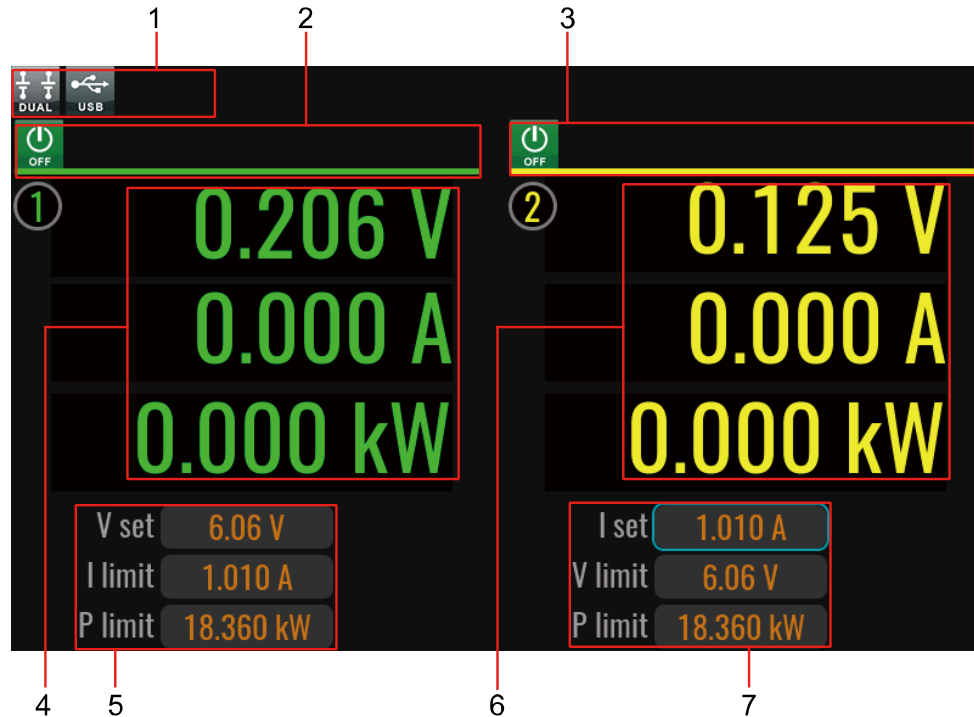 1 2 3
DUAL USB
OFF OFF
1 0.206 V 2 0.125 V
0.000 A 0.000 A
0.000 kW 0.000 kW
V set 6.06 V I set 1.010 A
I limit 1.010 A V limit 6.06 V
P limit 18.360 kW P limit 18.360 kW
4 5 6 7